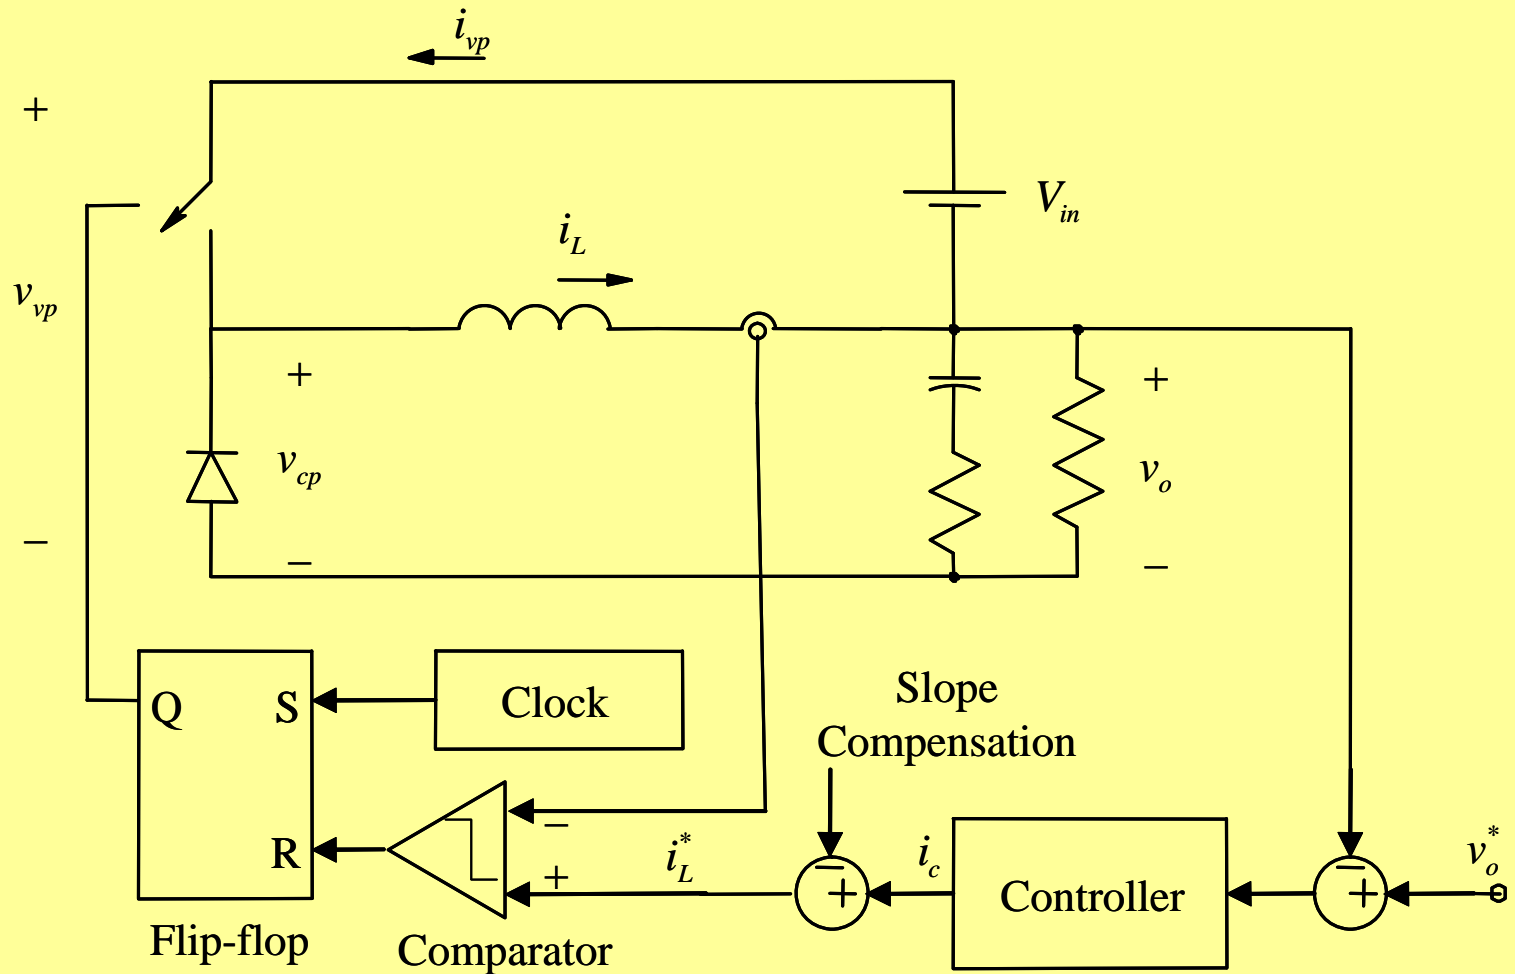 i_vp
+
V_in
i_L
v_vp
+
+
v_cp
v_o
−
−
−
Q
S
Clock
Slope
Compensation
R
−
+
i_L^*
−
+
i_c
Controller
−
+
v_o^*
Flip-flop
Comparator